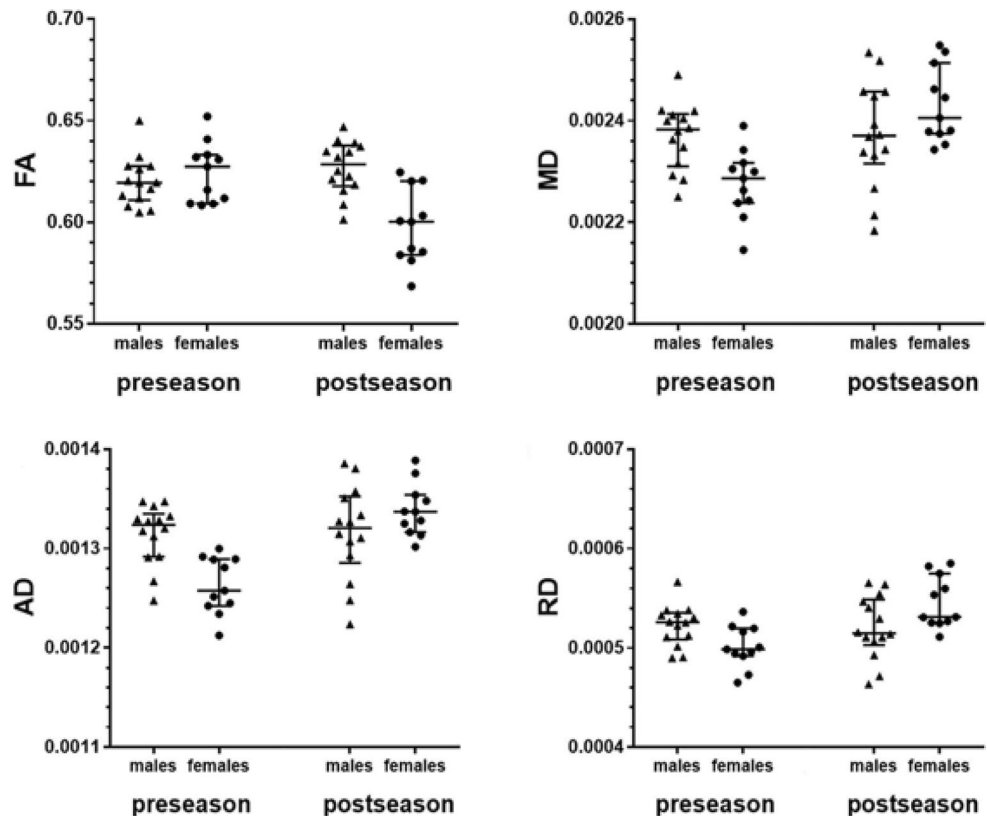 0.70
0.65
0.60
0.55
FA
males females males females
preseason postseason
0.0026
0.0024
0.0022
0.0020
MD
males females males females
preseason postseason
0.0014
0.0013
0.0012
0.0011
AD
males females males females
preseason postseason
0.0007
0.0006
0.0005
0.0004
RD
males females males females
preseason postseason